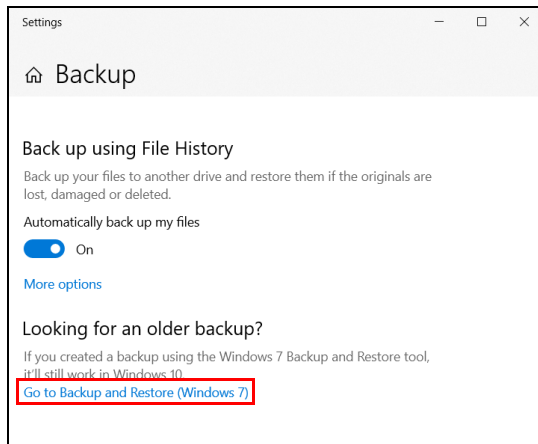 Settings
Backup
Back up using File History
Back up your files to another drive and restore them if the originals are
lost, damaged or deleted.
Automatically back up my files
On
More options
Looking for an older backup?
If you created a backup using the Windows 7 Backup and Restore tool,
it'll still work in Windows 10.
Go to Backup and Restore (Windows 7)